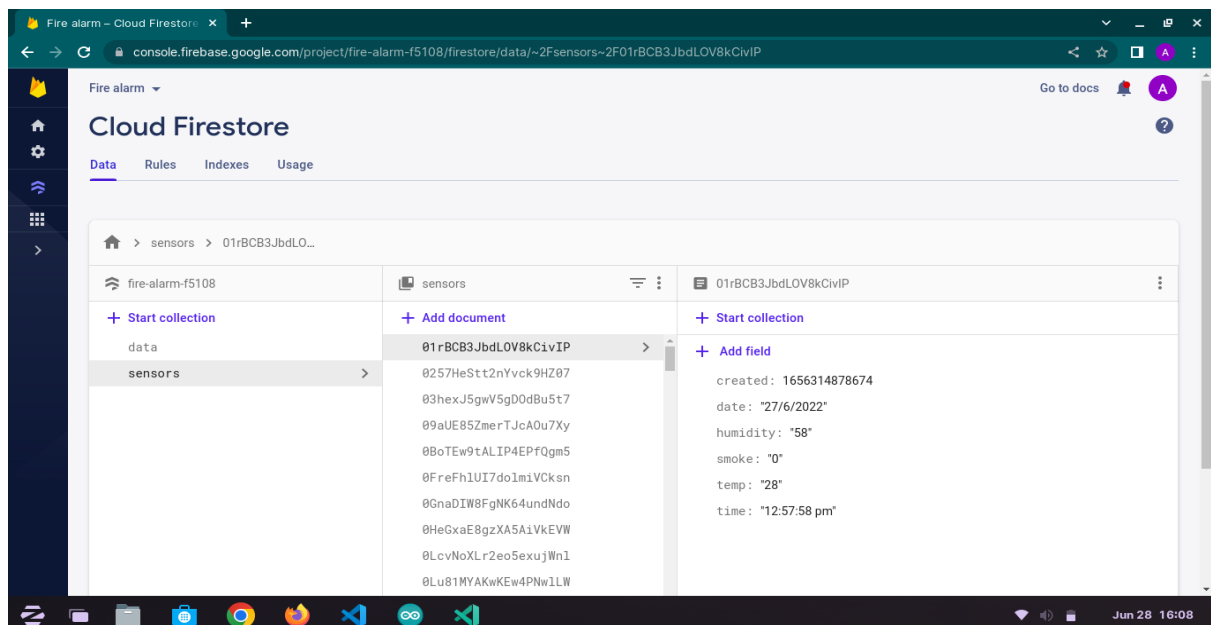 Fire alarm – Cloud Firestore
console.firebase.google.com/project/fire-alarm-f5108/firestore/data/~2Fsensors~2F01rBCB3JbdLOV8kCivIP
A
Fire alarm
Go to docs
A
Cloud Firestore
Data Rules Indexes Usage
sensors > 01rBCB3JbdLO...
fire-alarm-f5108
Start collection
data
sensors
sensors
Add document
01rBCB3JbdLOV8kCivIP
0257HeStt2nYvck9HZ07
03hexJ5gwV5gDOdBu5t7
09aUE85ZmerTJcAOu7Xy
0BoTEw9tALIP4EPfQgm5
0FreFhlUI7dolmiVCksn
0GnaDIW8FgNK64undNdo
0HeGxaE8gzXA5AiVkEVW
0LcvNoXLr2eo5exujWnl
0Lu81MYAKwKEw4PNwlLW
01rBCB3JbdLOV8kCivIP
Start collection
Add field
created: 1656314878674
date: "27/6/2022"
humidity: "58"
smoke: "0"
temp: "28"
time: "12:57:58 pm"
Jun 28 16:08